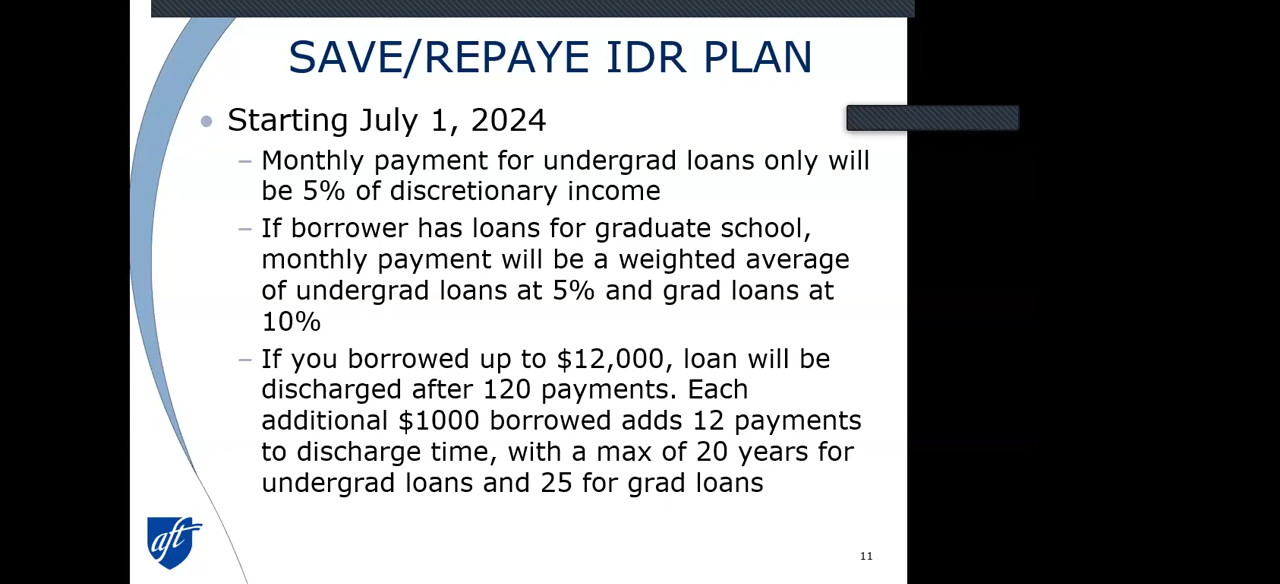 SAVE/REPAYE IDR PLAN
• Starting July 1, 2024
– Monthly payment for undergrad loans only will
be 5% of discretionary income
– If borrower has loans for graduate school,
monthly payment will be a weighted average
of undergrad loans at 5% and grad loans at
10%
– If you borrowed up to $12,000, loan will be
discharged after 120 payments. Each
additional $1000 borrowed adds 12 payments
to discharge time, with a max of 20 years for
undergrad loans and 25 for grad loans
aft
11